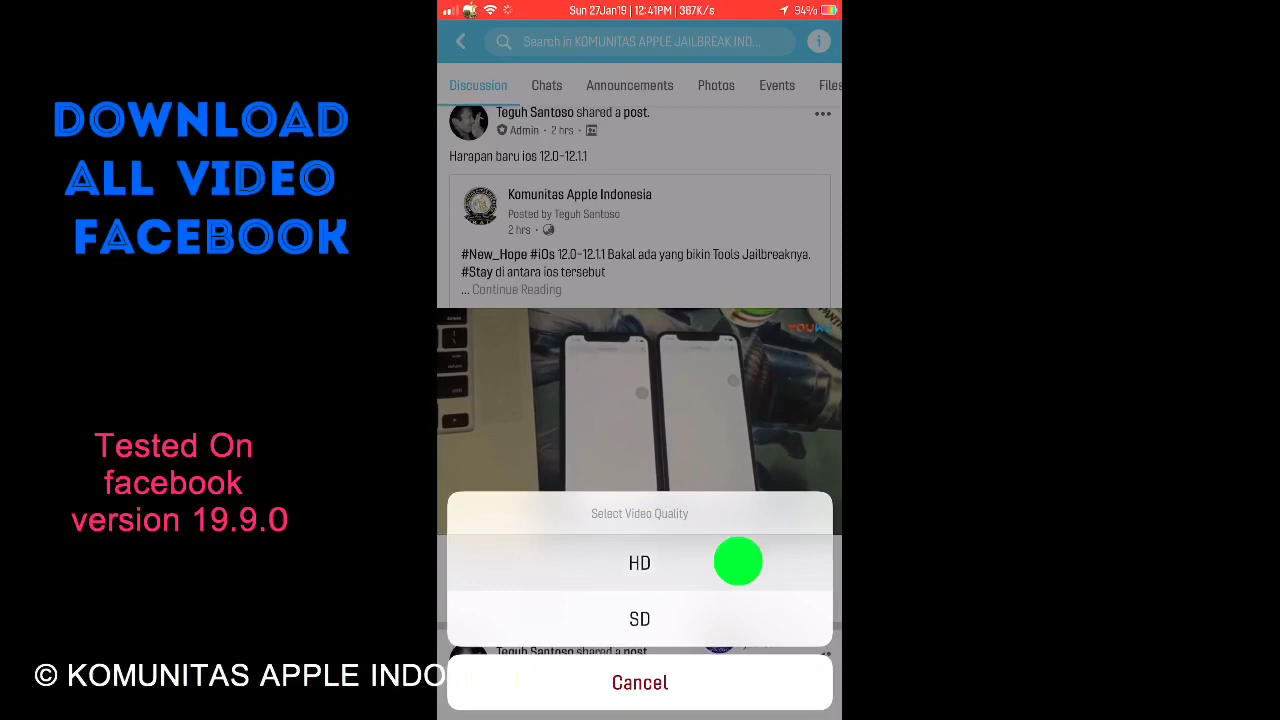 Sun 27Jan19 | 12:41PM | 367K/s
94%
Search in KOMUNITAS APPLE JAILBREAK IND...
Discussion Chats Announcements Photos Events Files
Teguh Santoso shared a post.
Admin · 2 hrs ·
Harapan baru ios 12.0-12.1.1
Komunitas Apple Indonesia
Posted by Teguh Santoso
2 hrs ·
#New_Hope #iOs 12.0-12.1.1 Bakal ada yang bikin Tools Jailbreaknya.
#Stay di antara ios tersebut
... Continue Reading
DOWNLOAD
ALL VIDEO
FACEBOOK
Tested On
facebook
version 19.9.0
Select Video Quality
HD
SD
Teguh Santoso shared a post.
Cancel
© KOMUNITAS APPLE INDO